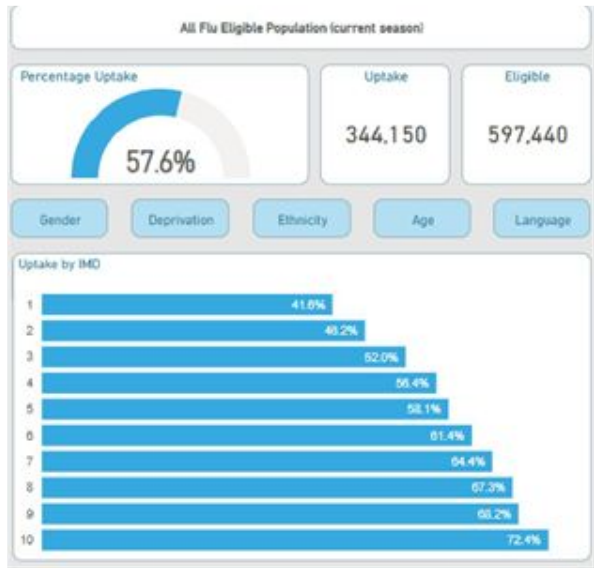 All Flu Eligible Population (current season)
Percentage Uptake
57.6%
Uptake
344,150
Eligible
597,440
Gender
Deprivation
Ethnicity
Age
Language
Uptake by IMD
1 41.6%
2 46.2%
3 52.0%
4 56.4%
5 58.1%
6 61.4%
7 64.4%
8 67.3%
9 68.2%
10 72.4%